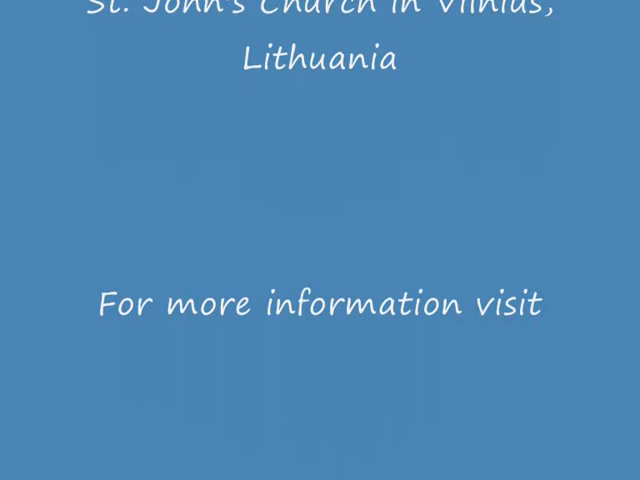 St. John's Church in Vilnius,
Lithuania
For more information visit